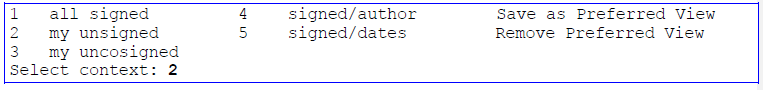 1   all signed         4    signed/author        Save as Preferred View
2   my unsigned        5    signed/dates         Remove Preferred View
3   my uncosigned
Select context: 2